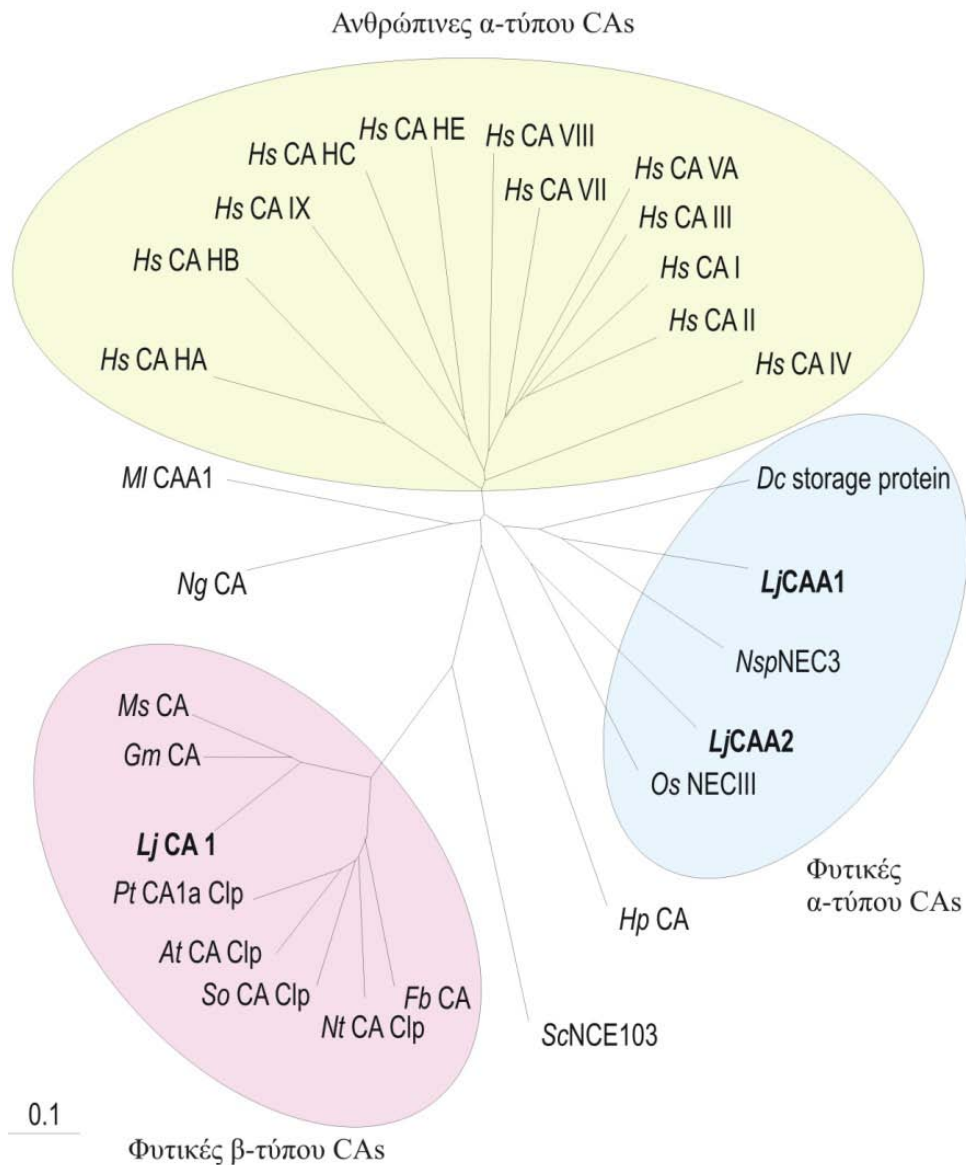 Ανθρώπινες α-τύπου CAs
Hs CA HE
Hs CA VIII
Hs CA HC
Hs CA VA
Hs CA VII
Hs CA IX
Hs CA III
Hs CA HB
Hs CA I
Hs CA II
Hs CA HA
Hs CA IV
Ml CAA1
Dc storage protein
Ng CA
LjCAA1
NspNEC3
Ms CA
LjCAA2
Gm CA
Os NECIII
Lj CA 1
Φυτικές
α-τύπου CAs
Pt CA1a Clp
Hp CA
At CA Clp
So CA Clp
Fb CA
Nt CA Clp
ScNCE103
0.1
Φυτικές β-τύπου CAs